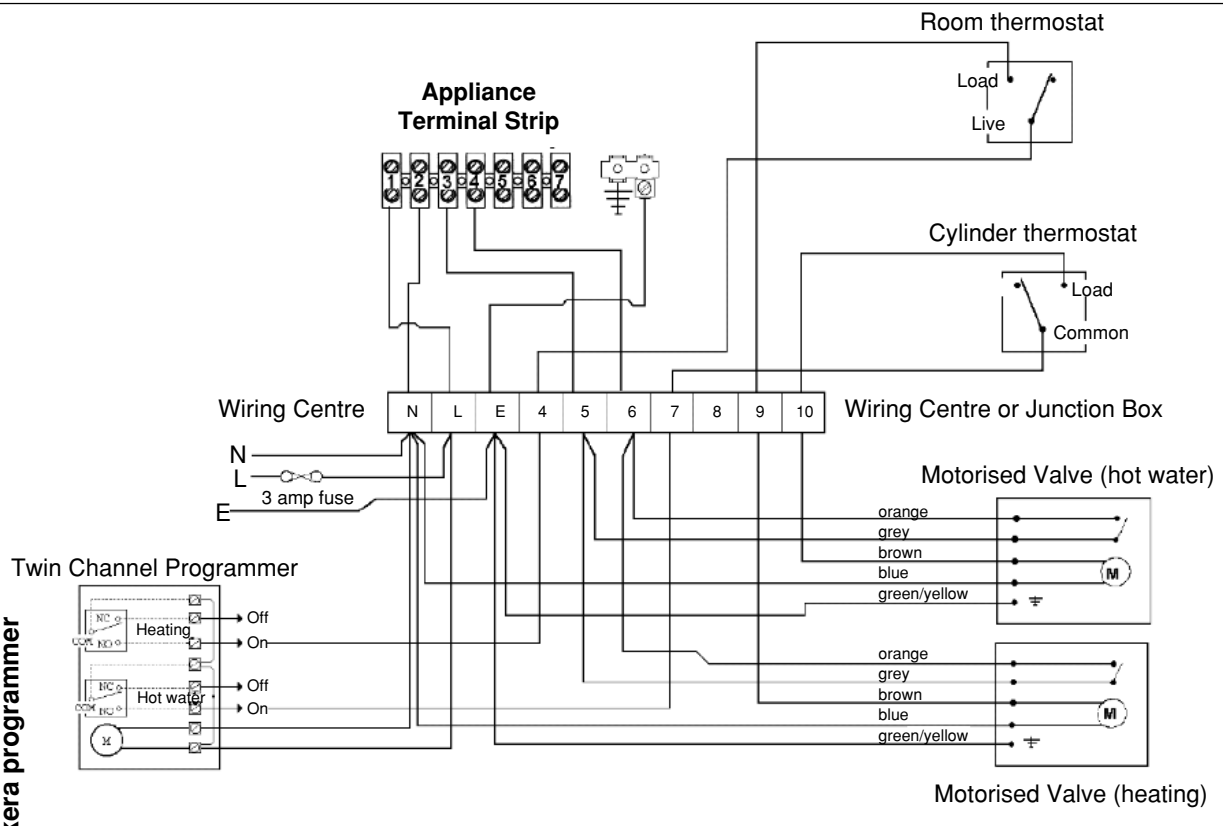 Room thermostat
Load
Live
Appliance
Terminal Strip
1 2 3 4 5 6 7
Cylinder thermostat
Load
Common
Wiring Centre
N L E 4 5 6 7 8 9 10
Wiring Centre or Junction Box
N
L
3 amp fuse
E
Motorised Valve (hot water)
orange
grey
brown
blue
green/yellow
M
Twin Channel Programmer
NC
Heating
COM
NO
Off
On
NC
Hot water
COM
NO
Off
On
M
orange
grey
brown
blue
green/yellow
M
Motorised Valve (heating)
programmer